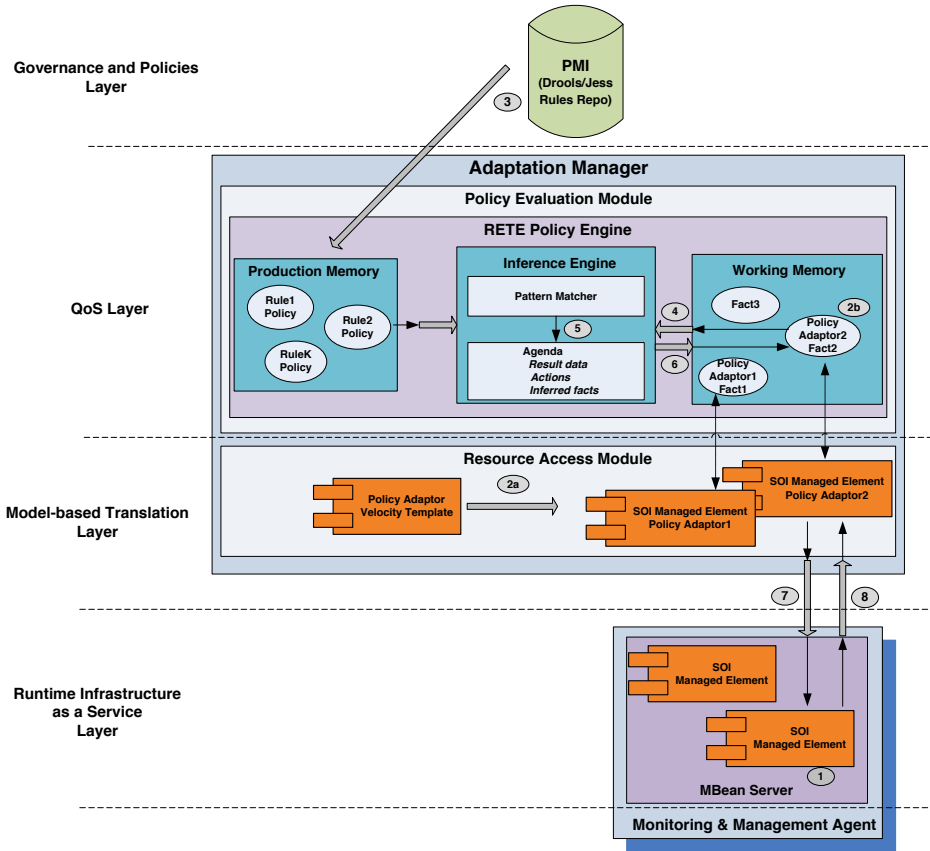 Governance and Policies
Layer
PMI
(Drools/Jess
Rules Repo)
3
Adaptation Manager
Policy Evaluation Module
RETE Policy Engine
QoS Layer
Production Memory
Rule1
Policy
Rule2
Policy
RuleK
Policy
Inference Engine
Pattern Matcher
5
Agenda
Result data
Actions
Inferred facts
4
6
Working Memory
Fact3
2b
Policy
Adaptor2
Fact2
Policy
Adaptor1
Fact1
Model-based Translation
Layer
Resource Access Module
Policy Adaptor
Velocity Template
2a
SOI Managed Element
Policy Adaptor1
SOI Managed Element
Policy Adaptor2
7
8
Runtime Infrastructure
as a Service
Layer
SOI
Managed Element
SOI
Managed Element
1
MBean Server
Monitoring & Management Agent